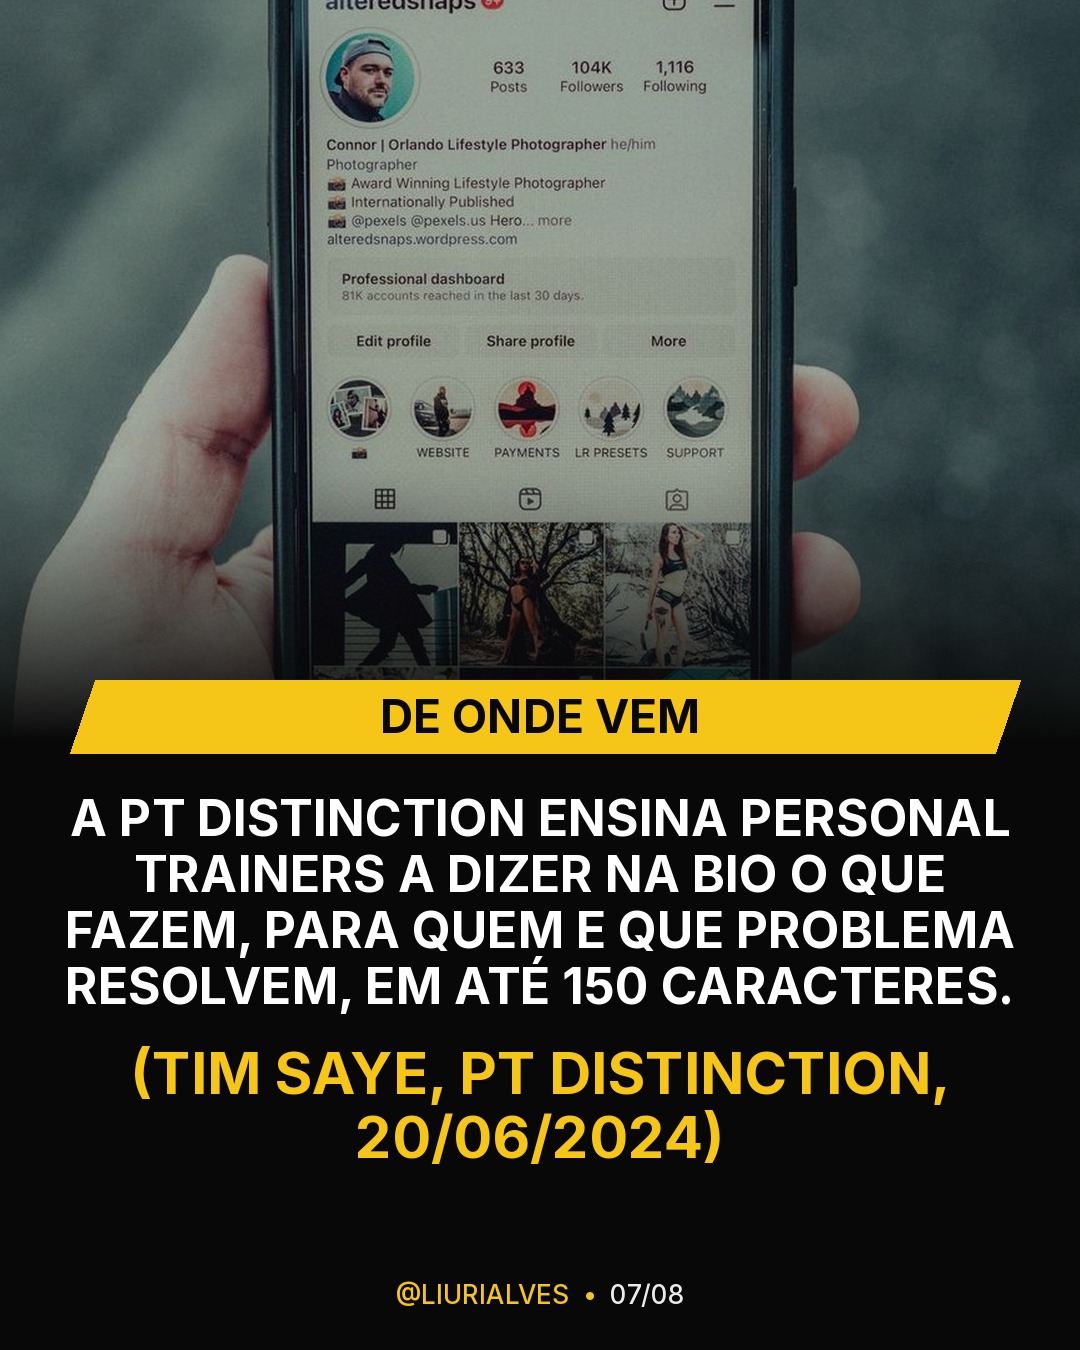 alteredsnaps 9+
633 104K 1,116
Posts Followers Following
Connor | Orlando Lifestyle Photographer he/him
Photographer
📸 Award Winning Lifestyle Photographer
📸 Internationally Published
📸 @pexels @pexels.us Hero... more
alteredsnaps.wordpress.com
Professional dashboard
81K accounts reached in the last 30 days.
Edit profile Share profile More
📸 WEBSITE PAYMENTS LR PRESETS SUPPORT
DE ONDE VEM
A PT DISTINCTION ENSINA PERSONAL
TRAINERS A DIZER NA BIO O QUE
FAZEM, PARA QUEM E QUE PROBLEMA
RESOLVEM, EM ATÉ 150 CARACTERES.
(TIM SAYE, PT DISTINCTION,
20/06/2024)
@LIURIALVES • 07/08